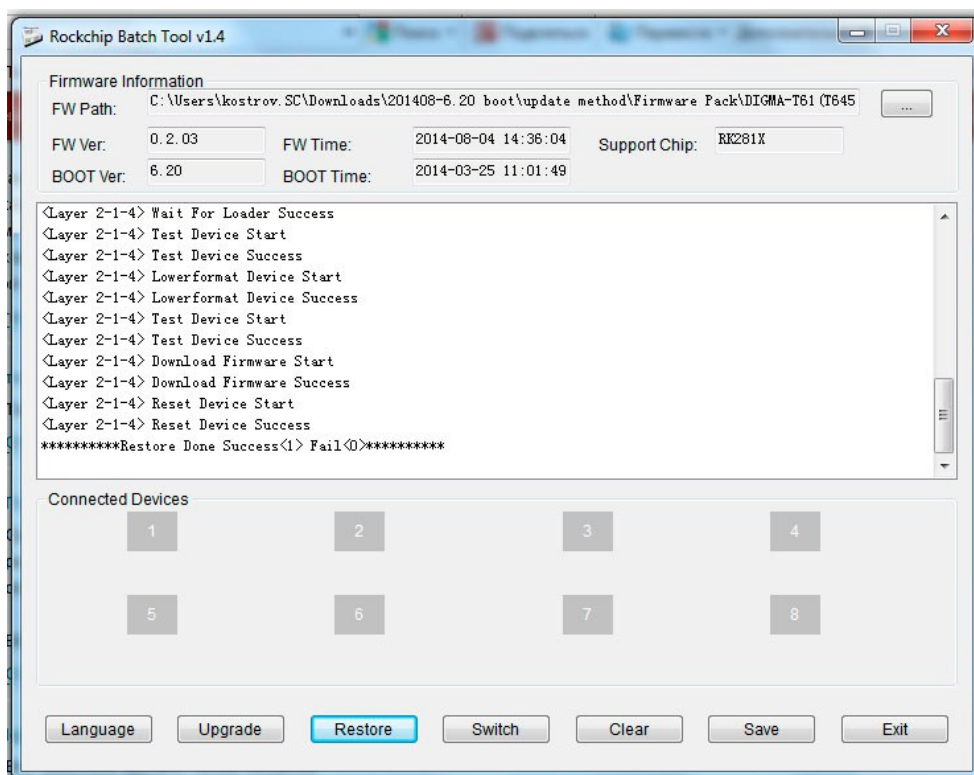 Rockchip Batch Tool v1.4
Firmware Information
FW Path: C:\Users\kostrov.SC\Downloads\201408-6.20 boot\update method\Firmware Pack\DIGMA-T61(T645 ...
FW Ver: 0.2.03 FW Time: 2014-08-04 14:36:04 Support Chip: RK281X
BOOT Ver: 6.20 BOOT Time: 2014-03-25 11:01:49
<Layer 2-1-4> Wait For Loader Success
<Layer 2-1-4> Test Device Start
<Layer 2-1-4> Test Device Success
<Layer 2-1-4> Lowerformat Device Start
<Layer 2-1-4> Lowerformat Device Success
<Layer 2-1-4> Test Device Start
<Layer 2-1-4> Test Device Success
<Layer 2-1-4> Download Firmware Start
<Layer 2-1-4> Download Firmware Success
<Layer 2-1-4> Reset Device Start
<Layer 2-1-4> Reset Device Success
**********Restore Done Success<1> Fail<0>**********
Connected Devices
1 2 3 4
5 6 7 8
Language Upgrade Restore Switch Clear Save Exit